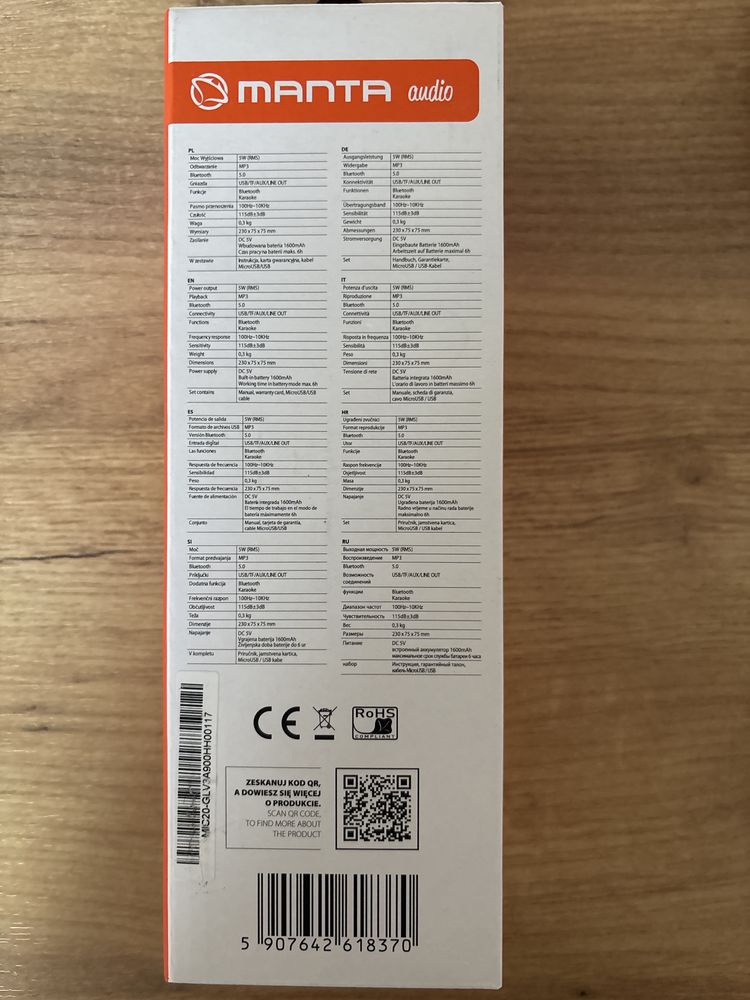 MANTA audio
PL
Moc Wyjściowa 5W (RMS)
Odtwarzanie MP3
Bluetooth 5.0
Gniazda USB/TF/AUX/LINE OUT
Funkcje Bluetooth
Karaoke
Pasmo przenoszenia 100Hz~10KHz
Czułość 115dB±3dB
Waga 0,3 kg
Wymiary 230 x 75 x 75 mm
Zasilanie DC 5V
Wbudowana bateria 1600mAh
Czas pracy na baterii maks. 6h
W zestawie Instrukcja, karta gwarancyjna, kabel
MicroUSB/USB
DE
Ausgangsleistung 5W (RMS)
Widergabe MP3
Bluetooth 5.0
Konnektivität USB/TF/AUX/LINE OUT
Funktionen Bluetooth
Karaoke
Übertragungsband 100Hz~10KHz
Sensibilität 115dB±3dB
Gewicht 0,3 kg
Abmessungen 230 x 75 x 75 mm
Stromversorgung DC 5V
Eingebaute Batterie 1600mAh
Arbeitszeit auf Batterie maximal 6h
Set Handbuch, Garantiekarte,
MicroUSB / USB-Kabel
EN
Power output 5W (RMS)
Playback MP3
Bluetooth 5.0
Connectivity USB/TF/AUX/LINE OUT
Functions Bluetooth
Karaoke
Frequency response 100Hz~10KHz
Sensitivity 115dB±3dB
Weight 0,3 kg
Dimensions 230 x 75 x 75 mm
Power supply DC 5V
Built-in battery 1600mAh
Working time in battery mode max. 6h
Set contains Manual, warranty card, MicroUSB/USB
cable
IT
Potenza d'uscita 5W (RMS)
Riproduzione MP3
Bluetooth 5.0
Connettività USB/TF/AUX/LINE OUT
Funzioni Bluetooth
Karaoke
Risposta in frequenza 100Hz~10KHz
Sensibilità 115dB±3dB
Peso 0,3 kg
Dimensioni 230 x 75 x 75 mm
Tensione di rete DC 5V
Batteria integrata 1600mAh
L'orario di lavoro in batteri massimo 6h
Set Manuale, scheda di garanzia,
cavo MicroUSB / USB
ES
Potencio de salida 5W (RMS)
Formato de archivos USB MP3
Versión Bluetooth 5.0
Entrada digital USB/TF/AUX/LINE OUT
Las funciones Bluetooth
Karaoke
Respuesta de frecuencia 100Hz~10KHz
Sensibilidad 115dB±3dB
Peso 0,3 kg
Respuesta de frecuencia 230 x 75 x 75 mm
Fuente de alimentación DC 5V
Batería integrada 1600mAh
El tiempo de trabajo en el modo de
batería máximamente 6h
Conjunto Manual, tarjeta de garantía,
cable MicroUSB/USB
HR
Ugrađeni zvučnici 5W (RMS)
Format reprodukcije MP3
Bluetooth 5.0
Utor USB/TF/AUX/LINE OUT
Funkcije Bluetooth
Karaoke
Raspon frekvencije 100Hz~10KHz
Osjetljivost 115dB±3dB
Masa 0,3 kg
Dimenzije 230 x 75 x 75 mm
Napajanje DC 5V
Ugrađena baterija 1600mAh
Radno vrijeme u načinu rada baterije
maksimalno 6h
Set Priručnik, jamstvena kartica,
MicroUSB / USB kabel
SI
Moč 5W (RMS)
Format predvajanja MP3
Bluetooth 5.0
Priključki USB/TF/AUX/LINE OUT
Dodatna funkcija Bluetooth
Karaoke
Frekvenčni razpon 100Hz~10KHz
Občutljivost 115dB±3dB
Teža 0,3 kg
Dimenzije 230 x 75 x 75 mm
Napajanje DC 5V
Vgrajena baterija 1600mAh
Življenjska doba baterije do 6 ur
V kompletu Priručnik, jamstvena kartica,
MicroUSB / USB kabe
RU
Выходная мощность 5W (RMS)
Воспроизведение MP3
Bluetooth 5.0
Возможность USB/TF/AUX/LINE OUT
соединений
функции Bluetooth
Karaoke
Диапазон частот 100Hz~10KHz
Чувствительность 115dB±3dB
Вес 0,3 kg
Размеры 230 x 75 x 75 mm
Питание DC 5V
встроенный аккумулятор 1600mAh
максимальное срок службы батареи 6 часа
набор Инструкция, гарантийный талон,
кабель MicroUSB / USB
MIC20-GLV3A900HH00117
CE
RoHS
COMPLIANT
ZESKANUJ KOD QR,
A DOWIESZ SIĘ WIĘCEJ
O PRODUKCIE.
SCAN QR CODE,
TO FIND MORE ABOUT
THE PRODUCT
5 907642 618370